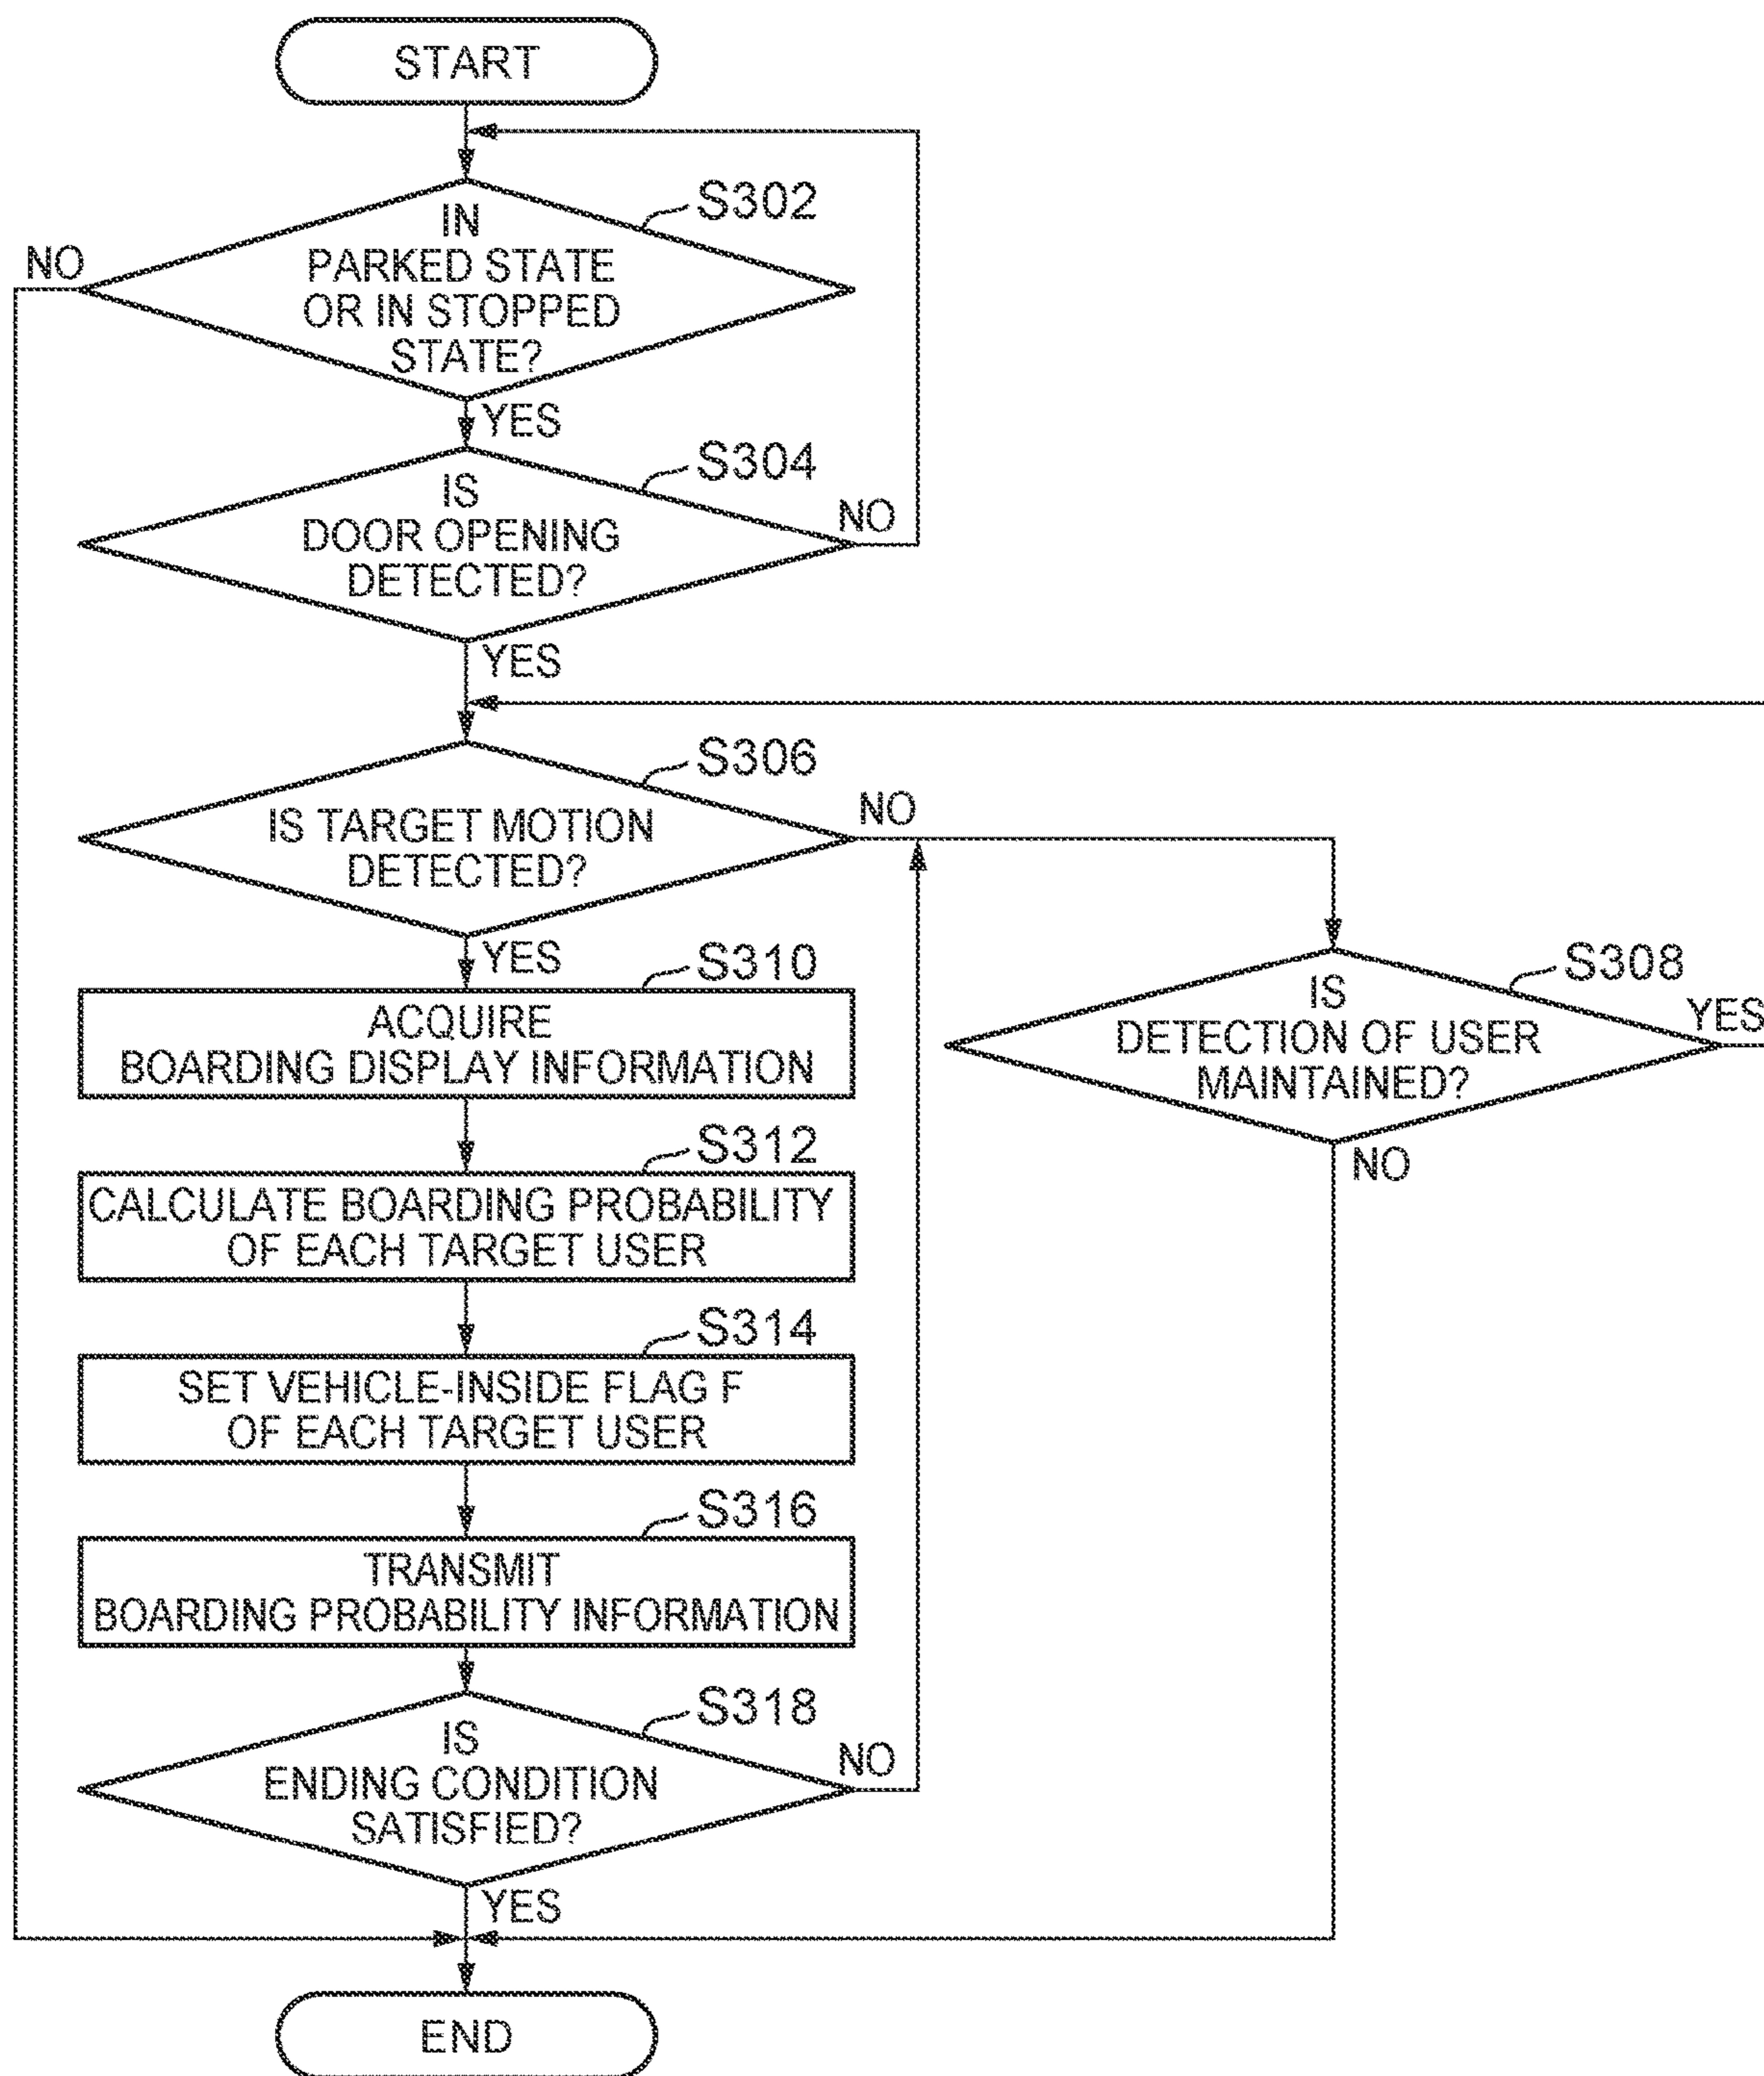 START
S302
IN
PARKED STATE
OR IN STOPPED
STATE?
NO
YES
S304
IS
DOOR OPENING
DETECTED?
NO
YES
S306
IS TARGET MOTION
DETECTED?
NO
YES
S308
IS
DETECTION OF USER
MAINTAINED?
YES
NO
S310
ACQUIRE
BOARDING DISPLAY INFORMATION
S312
CALCULATE BOARDING PROBABILITY
OF EACH TARGET USER
S314
SET VEHICLE-INSIDE FLAG F
OF EACH TARGET USER
S316
TRANSMIT
BOARDING PROBABILITY INFORMATION
S318
IS
ENDING CONDITION
SATISFIED?
NO
YES
END